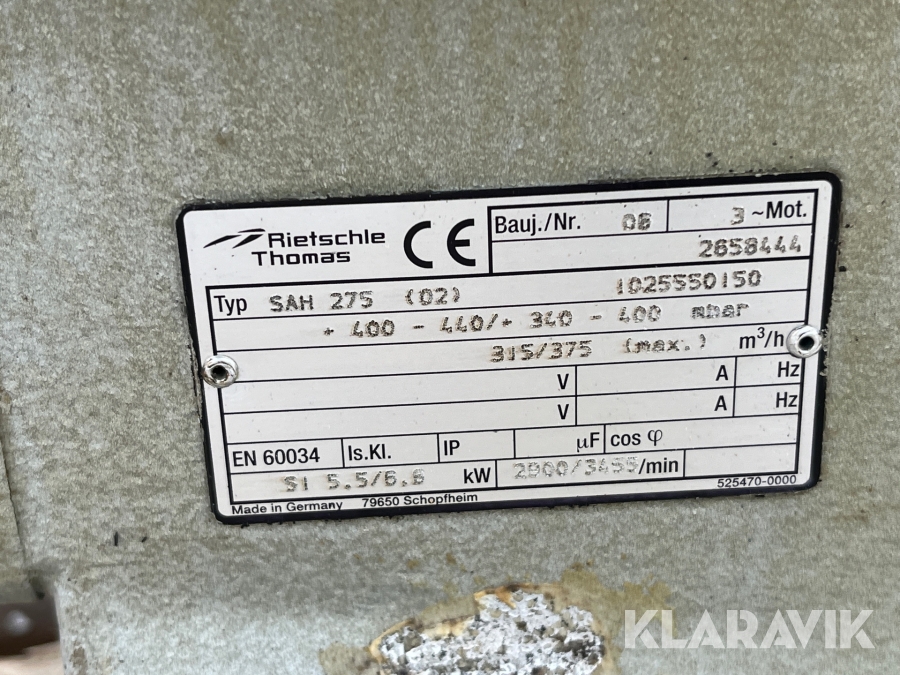 Rietschle
Thomas
CE
Bauj./Nr. 06 3 ~Mot.
2658444
Typ SAH 275 (02) 1025550150
+ 400 - 440/+ 340 - 400 mbar
315/375 (max.) m³/h
V A Hz
V A Hz
EN 60034 Is.Kl. IP µF cos φ
S1 5.5/6.6 kW 2900/3455/min
Made in Germany 79650 Schopfheim 525470-0000
KLARAVIK